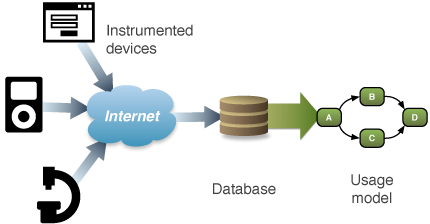 Instrumented
devices
Internet
A
B
C
D
Database
Usage
model